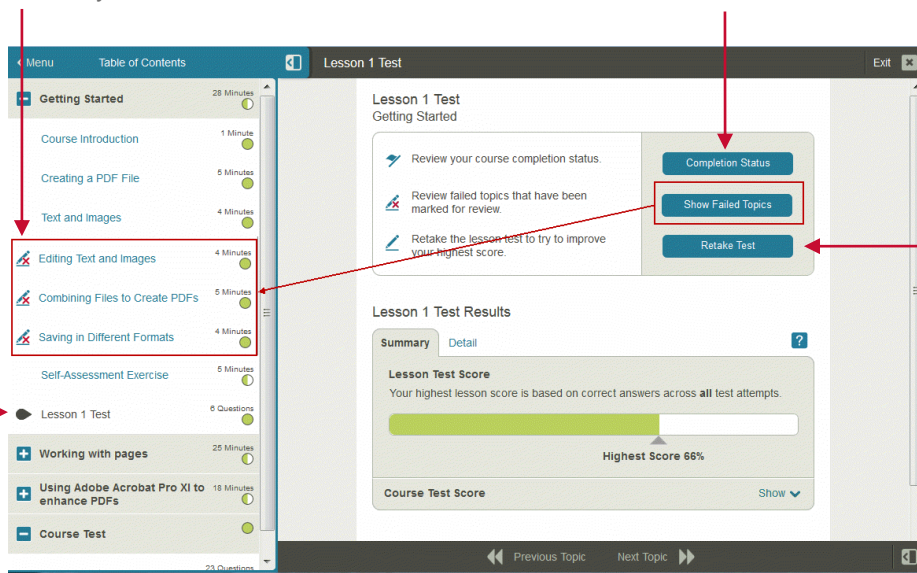 Menu
Table of Contents
Lesson 1 Test
Exit
Getting Started
28 Minutes
Course Introduction
1 Minute
Creating a PDF File
5 Minutes
Text and Images
4 Minutes
Editing Text and Images
4 Minutes
Combining Files to Create PDFs
5 Minutes
Saving in Different Formats
4 Minutes
Self-Assessment Exercise
5 Minutes
Lesson 1 Test
6 Questions
Working with pages
25 Minutes
Using Adobe Acrobat Pro XI to
enhance PDFs
18 Minutes
Course Test
23 Questions
Lesson 1 Test
Getting Started
Review your course completion status.
Completion Status
Review failed topics that have been
marked for review.
Show Failed Topics
Retake the lesson test to try to improve
your highest score.
Retake Test
Lesson 1 Test Results
Summary
Detail
?
Lesson Test Score
Your highest lesson score is based on correct answers across all test attempts.
Highest Score 66%
Course Test Score
Show
Previous Topic
Next Topic